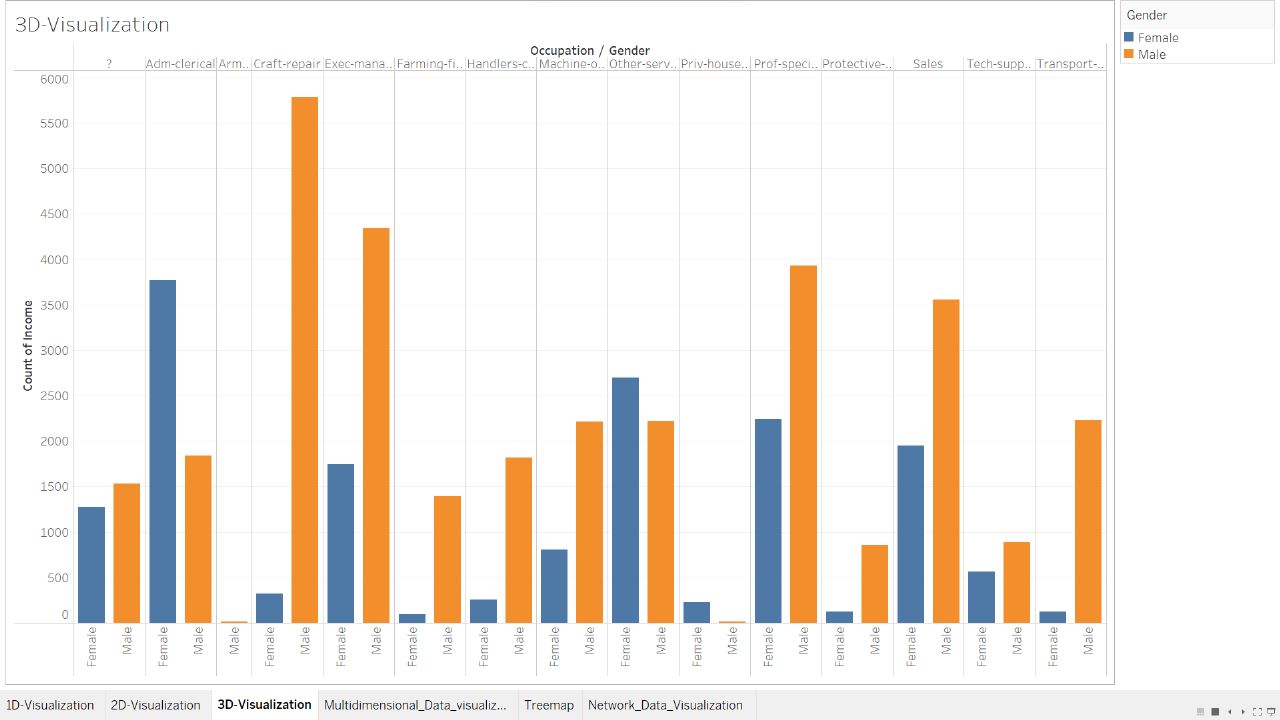 3D-Visualization
Occupation / Gender
? Adm-clerical Arm.. Craft-repair Exec-mana.. Farming-fi.. Handlers-c.. Machine-o.. Other-serv.. Priv-house.. Prof-speci.. Protective-.. Sales Tech-supp.. Transport-..
6000
5500
5000
4500
4000
3500
3000
2500
2000
1500
1000
500
0
Count of Income
Female Male Female Male Male Female Male Female Male Female Male Female Male Female Male Female Male Female Male Female Male Female Male Female Male Female Male Female Male
Gender
Female
Male
1D-Visualization 2D-Visualization 3D-Visualization Multidimensional_Data_visualiz... Treemap Network_Data_Visualization